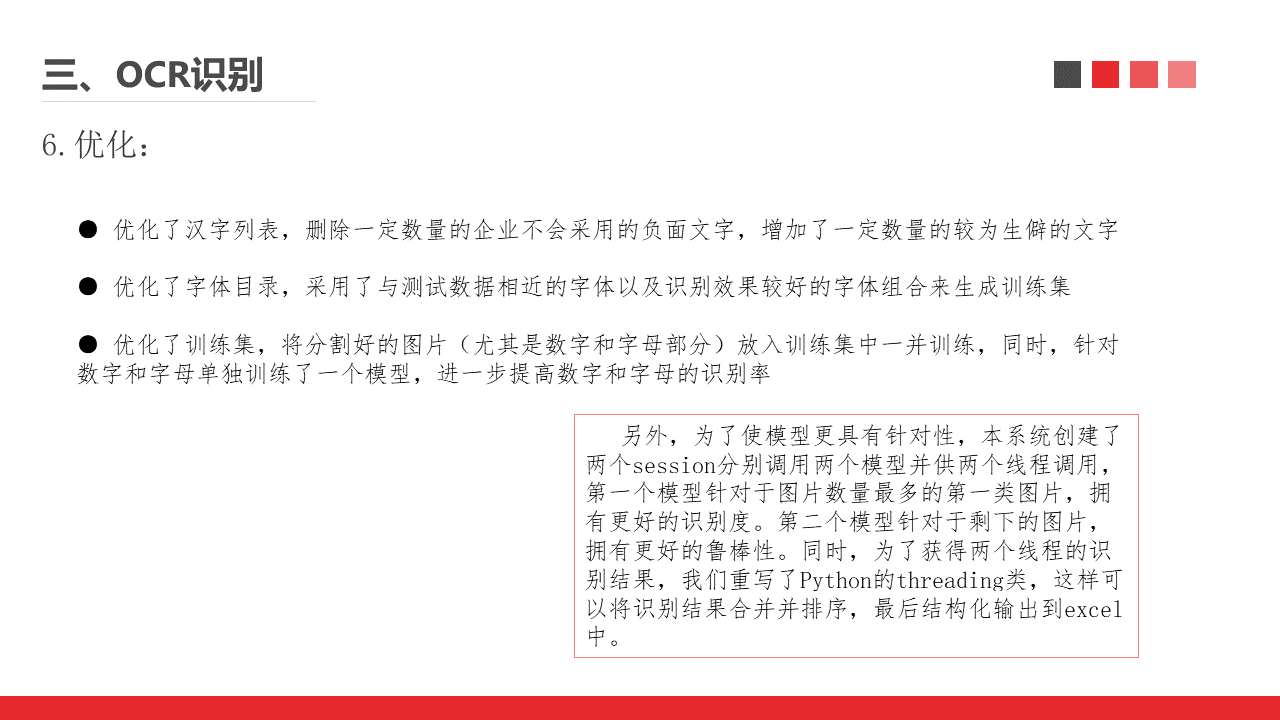 三、OCR识别
6.优化：
● 优化了汉字列表，删除一定数量的企业不会采用的负面文字，增加了一定数量的较为生僻的文字
● 优化了字体目录，采用了与测试数据相近的字体以及识别效果较好的字体组合来生成训练集
● 优化了训练集，将分割好的图片（尤其是数字和字母部分）放入训练集中一并训练，同时，针对
数字和字母单独训练了一个模型，进一步提高数字和字母的识别率
另外，为了使模型更具有针对性，本系统创建了
两个session分别调用两个模型并供两个线程调用，
第一个模型针对于图片数量最多的第一类图片，拥
有更好的识别度。第二个模型针对于剩下的图片，
拥有更好的鲁棒性。同时，为了获得两个线程的识
别结果，我们重写了Python的threading类，这样可
以将识别结果合并并排序，最后结构化输出到excel
中。